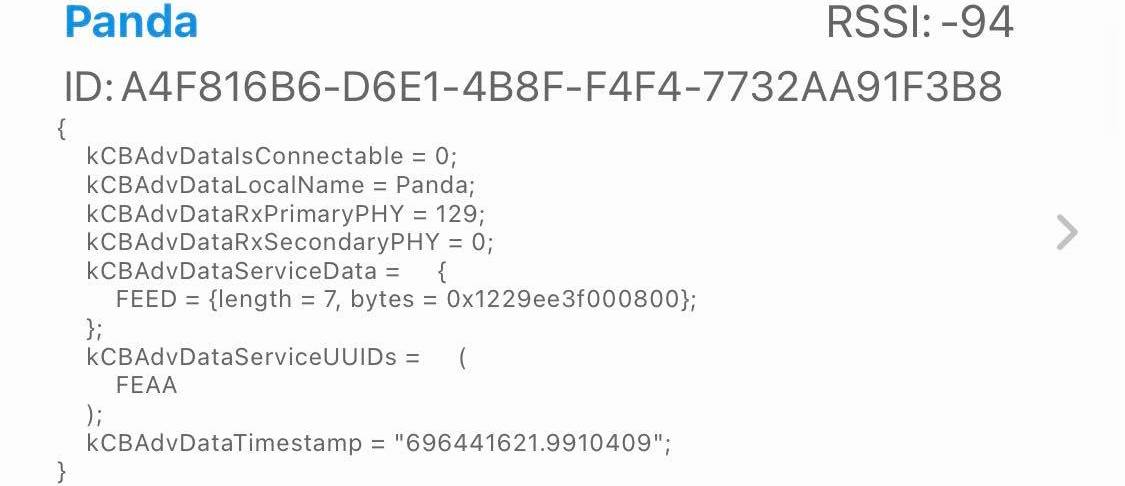 Panda RSSI: -94
ID: A4F816B6-D6E1-4B8F-F4F4-7732AA91F3B8
{
kCBAdvDataIsConnectable = 0;
kCBAdvDataLocalName = Panda;
kCBAdvDataRxPrimaryPHY = 129;
kCBAdvDataRxSecondaryPHY = 0;
kCBAdvDataServiceData = {
FEED = {length = 7, bytes = 0x1229ee3f000800};
};
kCBAdvDataServiceUUIDs = (
FEAA
);
kCBAdvDataTimestamp = "696441621.9910409";
}